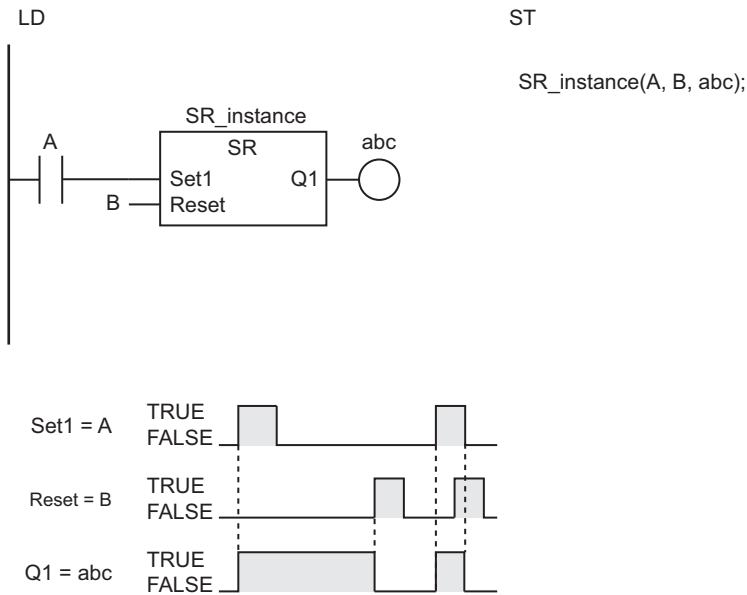 LD
ST
SR_instance(A, B, abc);
SR_instance
A
SR
abc
Set1
Q1
B
Reset
Set1 = A
TRUE
FALSE
Reset = B
TRUE
FALSE
Q1 = abc
TRUE
FALSE